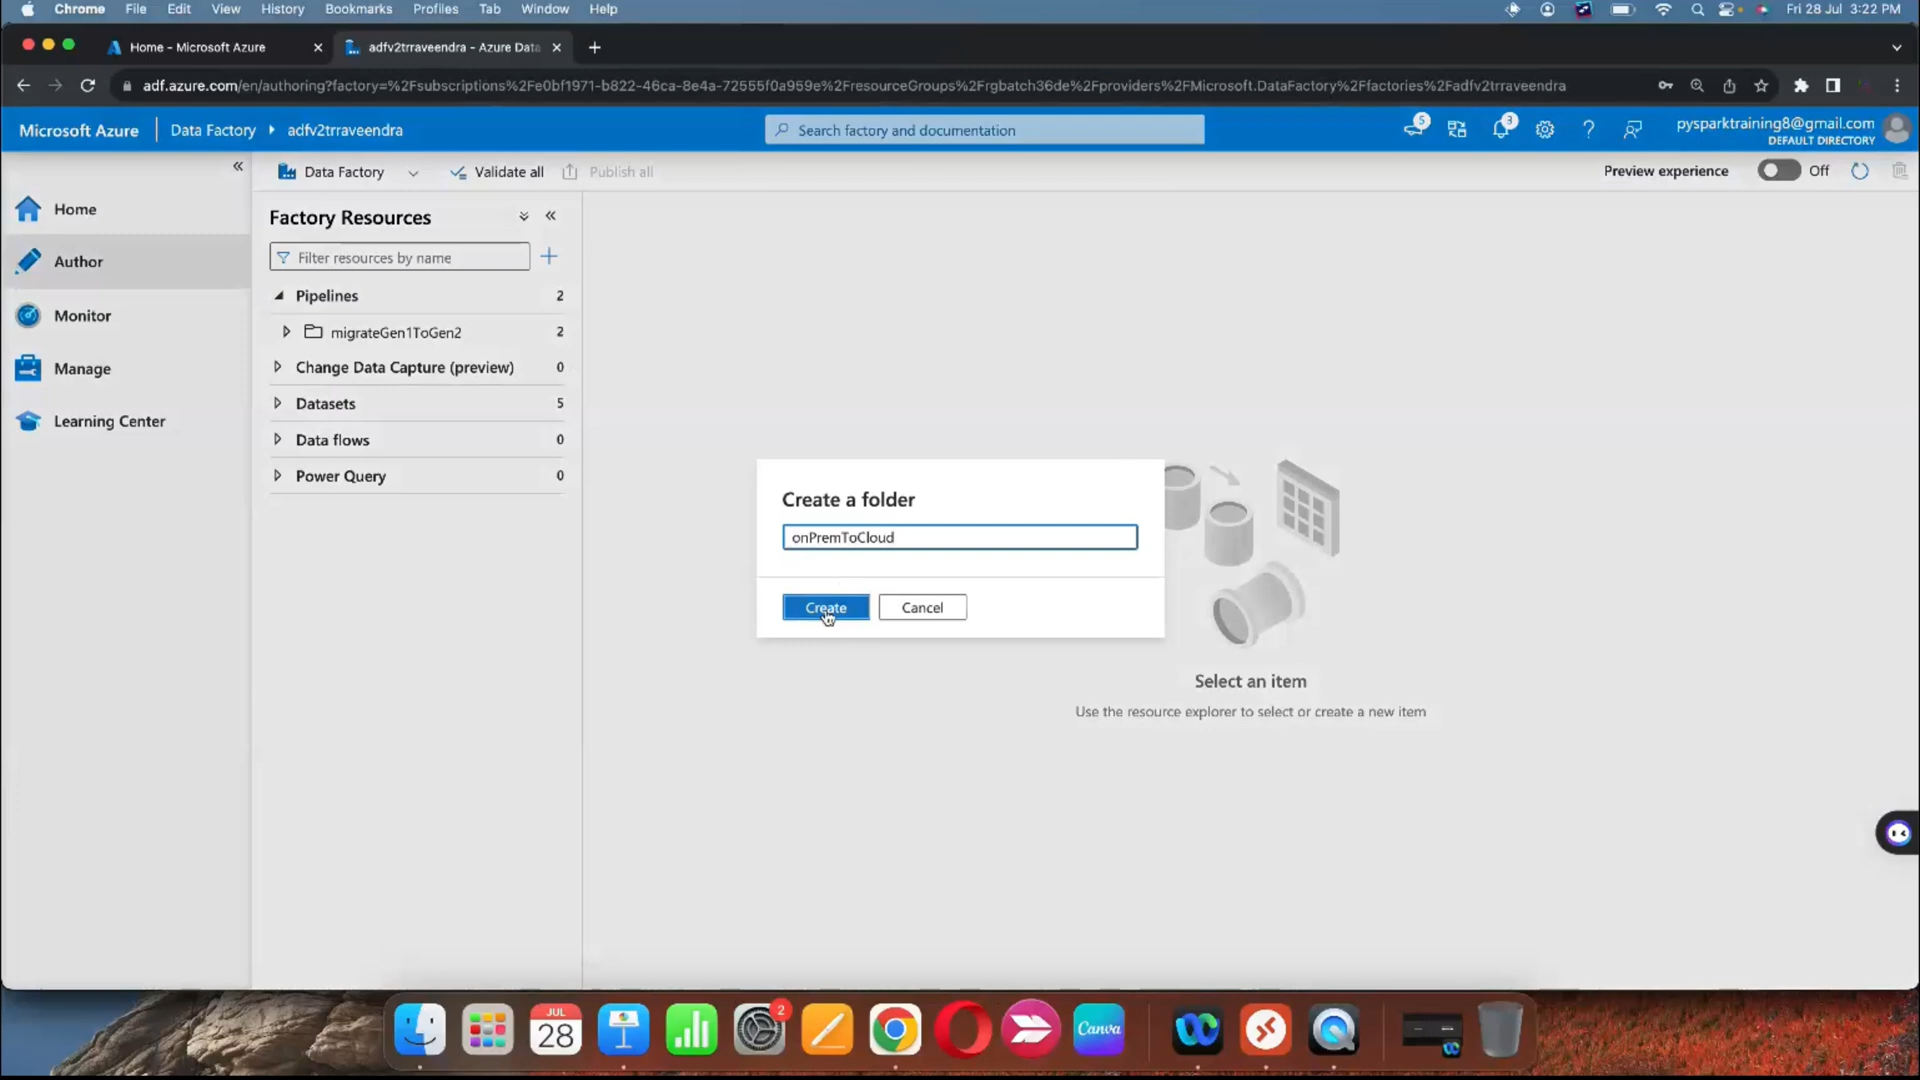 Chrome File Edit View History Bookmarks Profiles Tab Window Help Fri 28 Jul 3:22 PM
Home - Microsoft Azure adfv2trraveendra - Azure Data
adf.azure.com/en/authoring?factory=%2Fsubscriptions%2Fe0bf1971-b822-46ca-8e4a-72555f0a959e%2FresourceGroups%2Frgbatch36de%2Fproviders%2FMicrosoft.DataFactory%2Ffactories%2Fadfv2trraveendra
Microsoft Azure Data Factory adfv2trraveendra Search factory and documentation 5 3 pysparktraining8@gmail.com
DEFAULT DIRECTORY
Data Factory Validate all Publish all Preview experience Off
Home
Author
Monitor
Manage
Learning Center
Factory Resources
Filter resources by name
Pipelines 2
migrateGen1ToGen2 2
Change Data Capture (preview) 0
Datasets 5
Data flows 0
Power Query 0
Create a folder
onPremToCloud
Create Cancel
Select an item
Use the resource explorer to select or create a new item
JUL
28
2
Canva